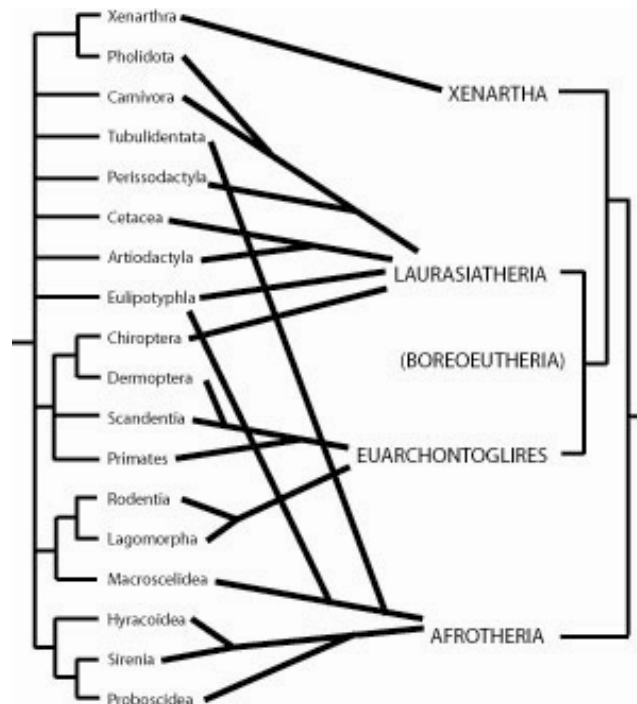 Xenarthra
Pholidota
Carnivora
Tubulidentata
Perissodactyla
Cetacea
Artiodactyla
Eulipotyphla
Chiroptera
Dermoptera
Scandentia
Primates
Rodentia
Lagomorpha
Macroscelidea
Hyracoidea
Sirenia
Proboscidea
XENARTHA
LAURASIATHERIA
(BOREOEUTHERIA)
EUARCHONTOGLIRES
AFROTHERIA